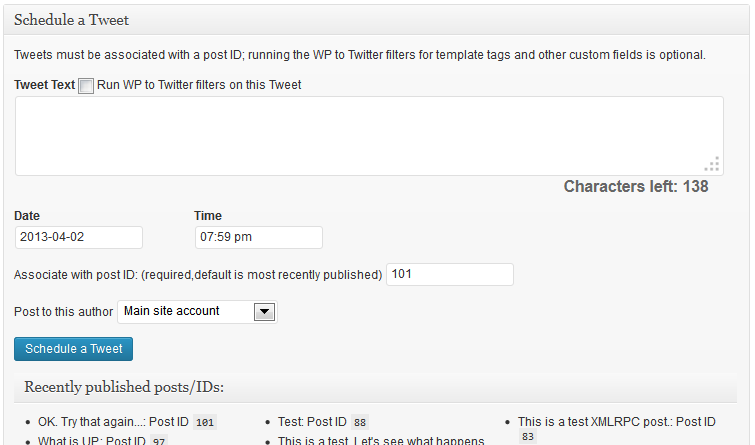 Schedule a Tweet
Tweets must be associated with a post ID; running the WP to Twitter filters for template tags and other custom fields is optional.
Tweet Text Run WP to Twitter filters on this Tweet
Characters left: 138
Date Time
2013-04-02 07:59 pm
Associate with post ID: (required,default is most recently published) 101
Post to this author Main site account
Schedule a Tweet
Recently published posts/IDs:
OK. Try that again...: Post ID 101
Test: Post ID 88
This is a test XMLRPC post.: Post ID
83
What is UP: Post ID 97
This is a test. Let's see what happens